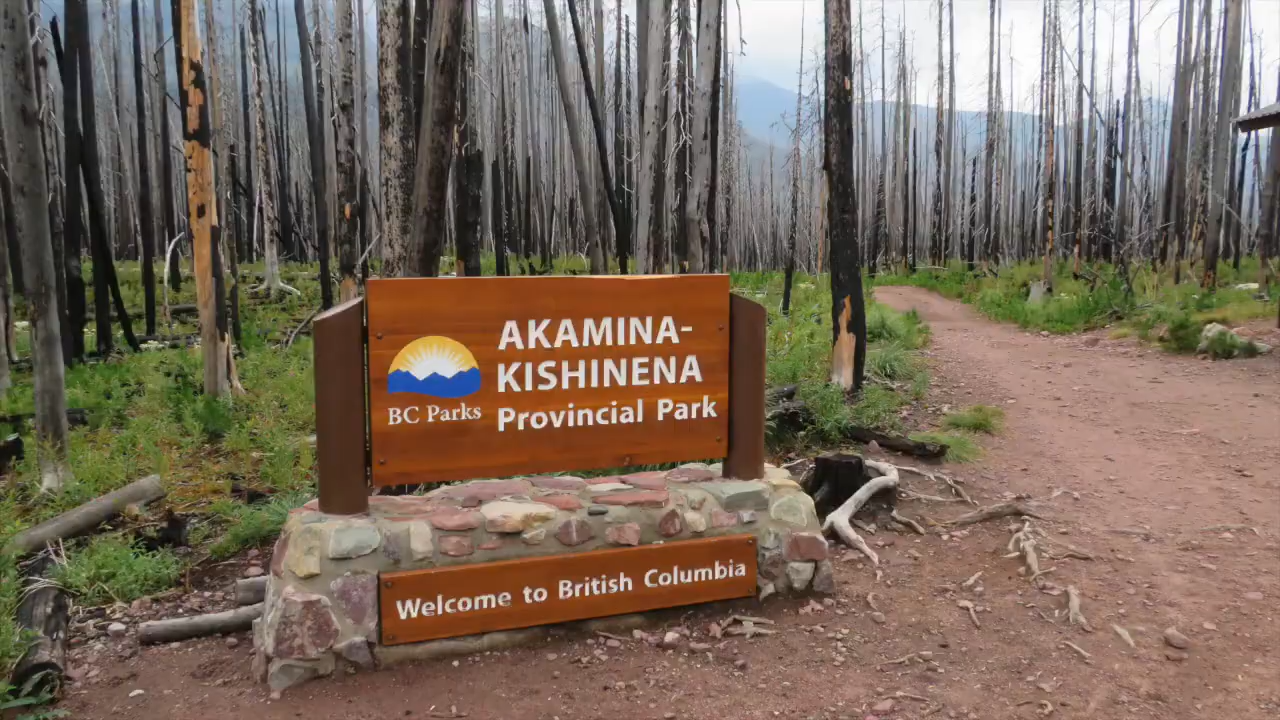 AKAMINA-
KISHINENA
Provincial Park
BC Parks
Welcome to British Columbia